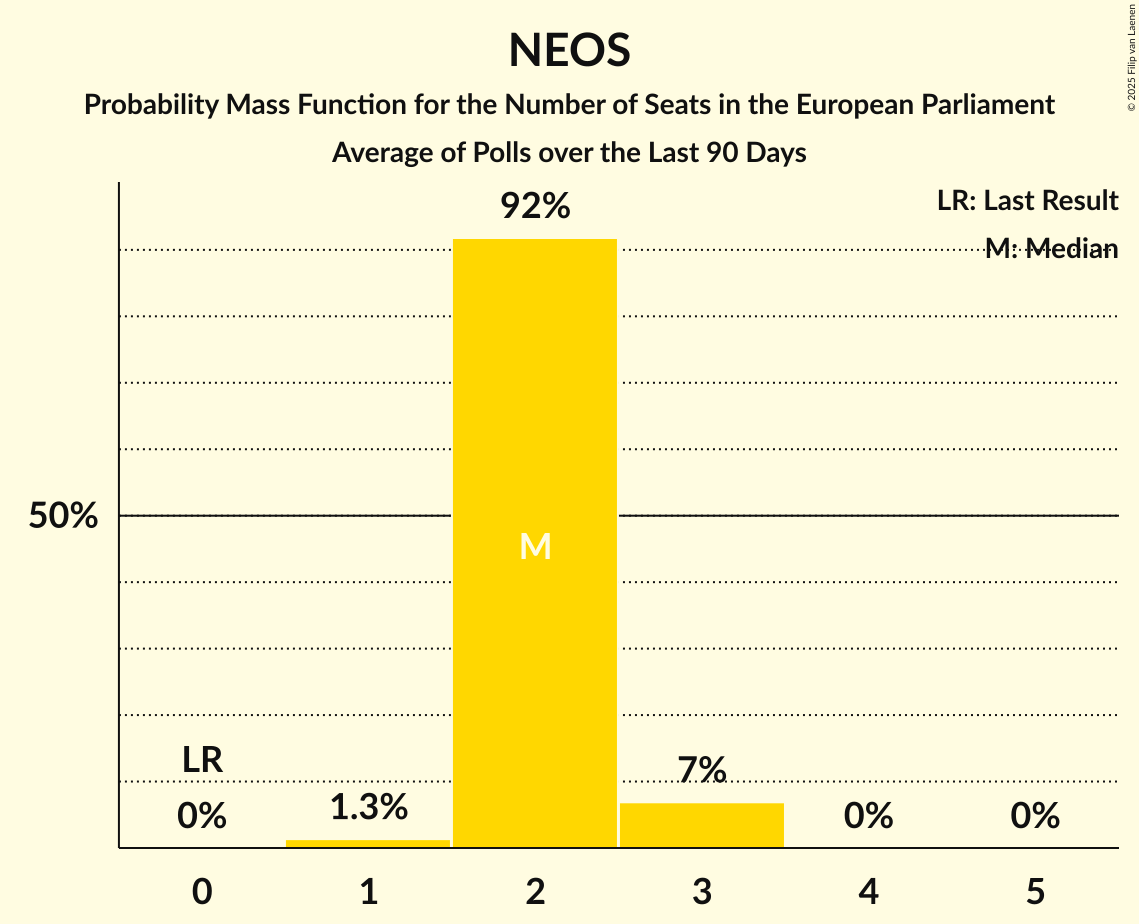 NEOS
Probability Mass Function for the Number of Seats in the European Parliament
Average of Polls over the Last 90 Days
© 2025 Filip van Laenen
LR: Last Result
M: Median
92%
50%
M
LR
0%
1.3%
7%
0%
0%
0 1 2 3 4 5